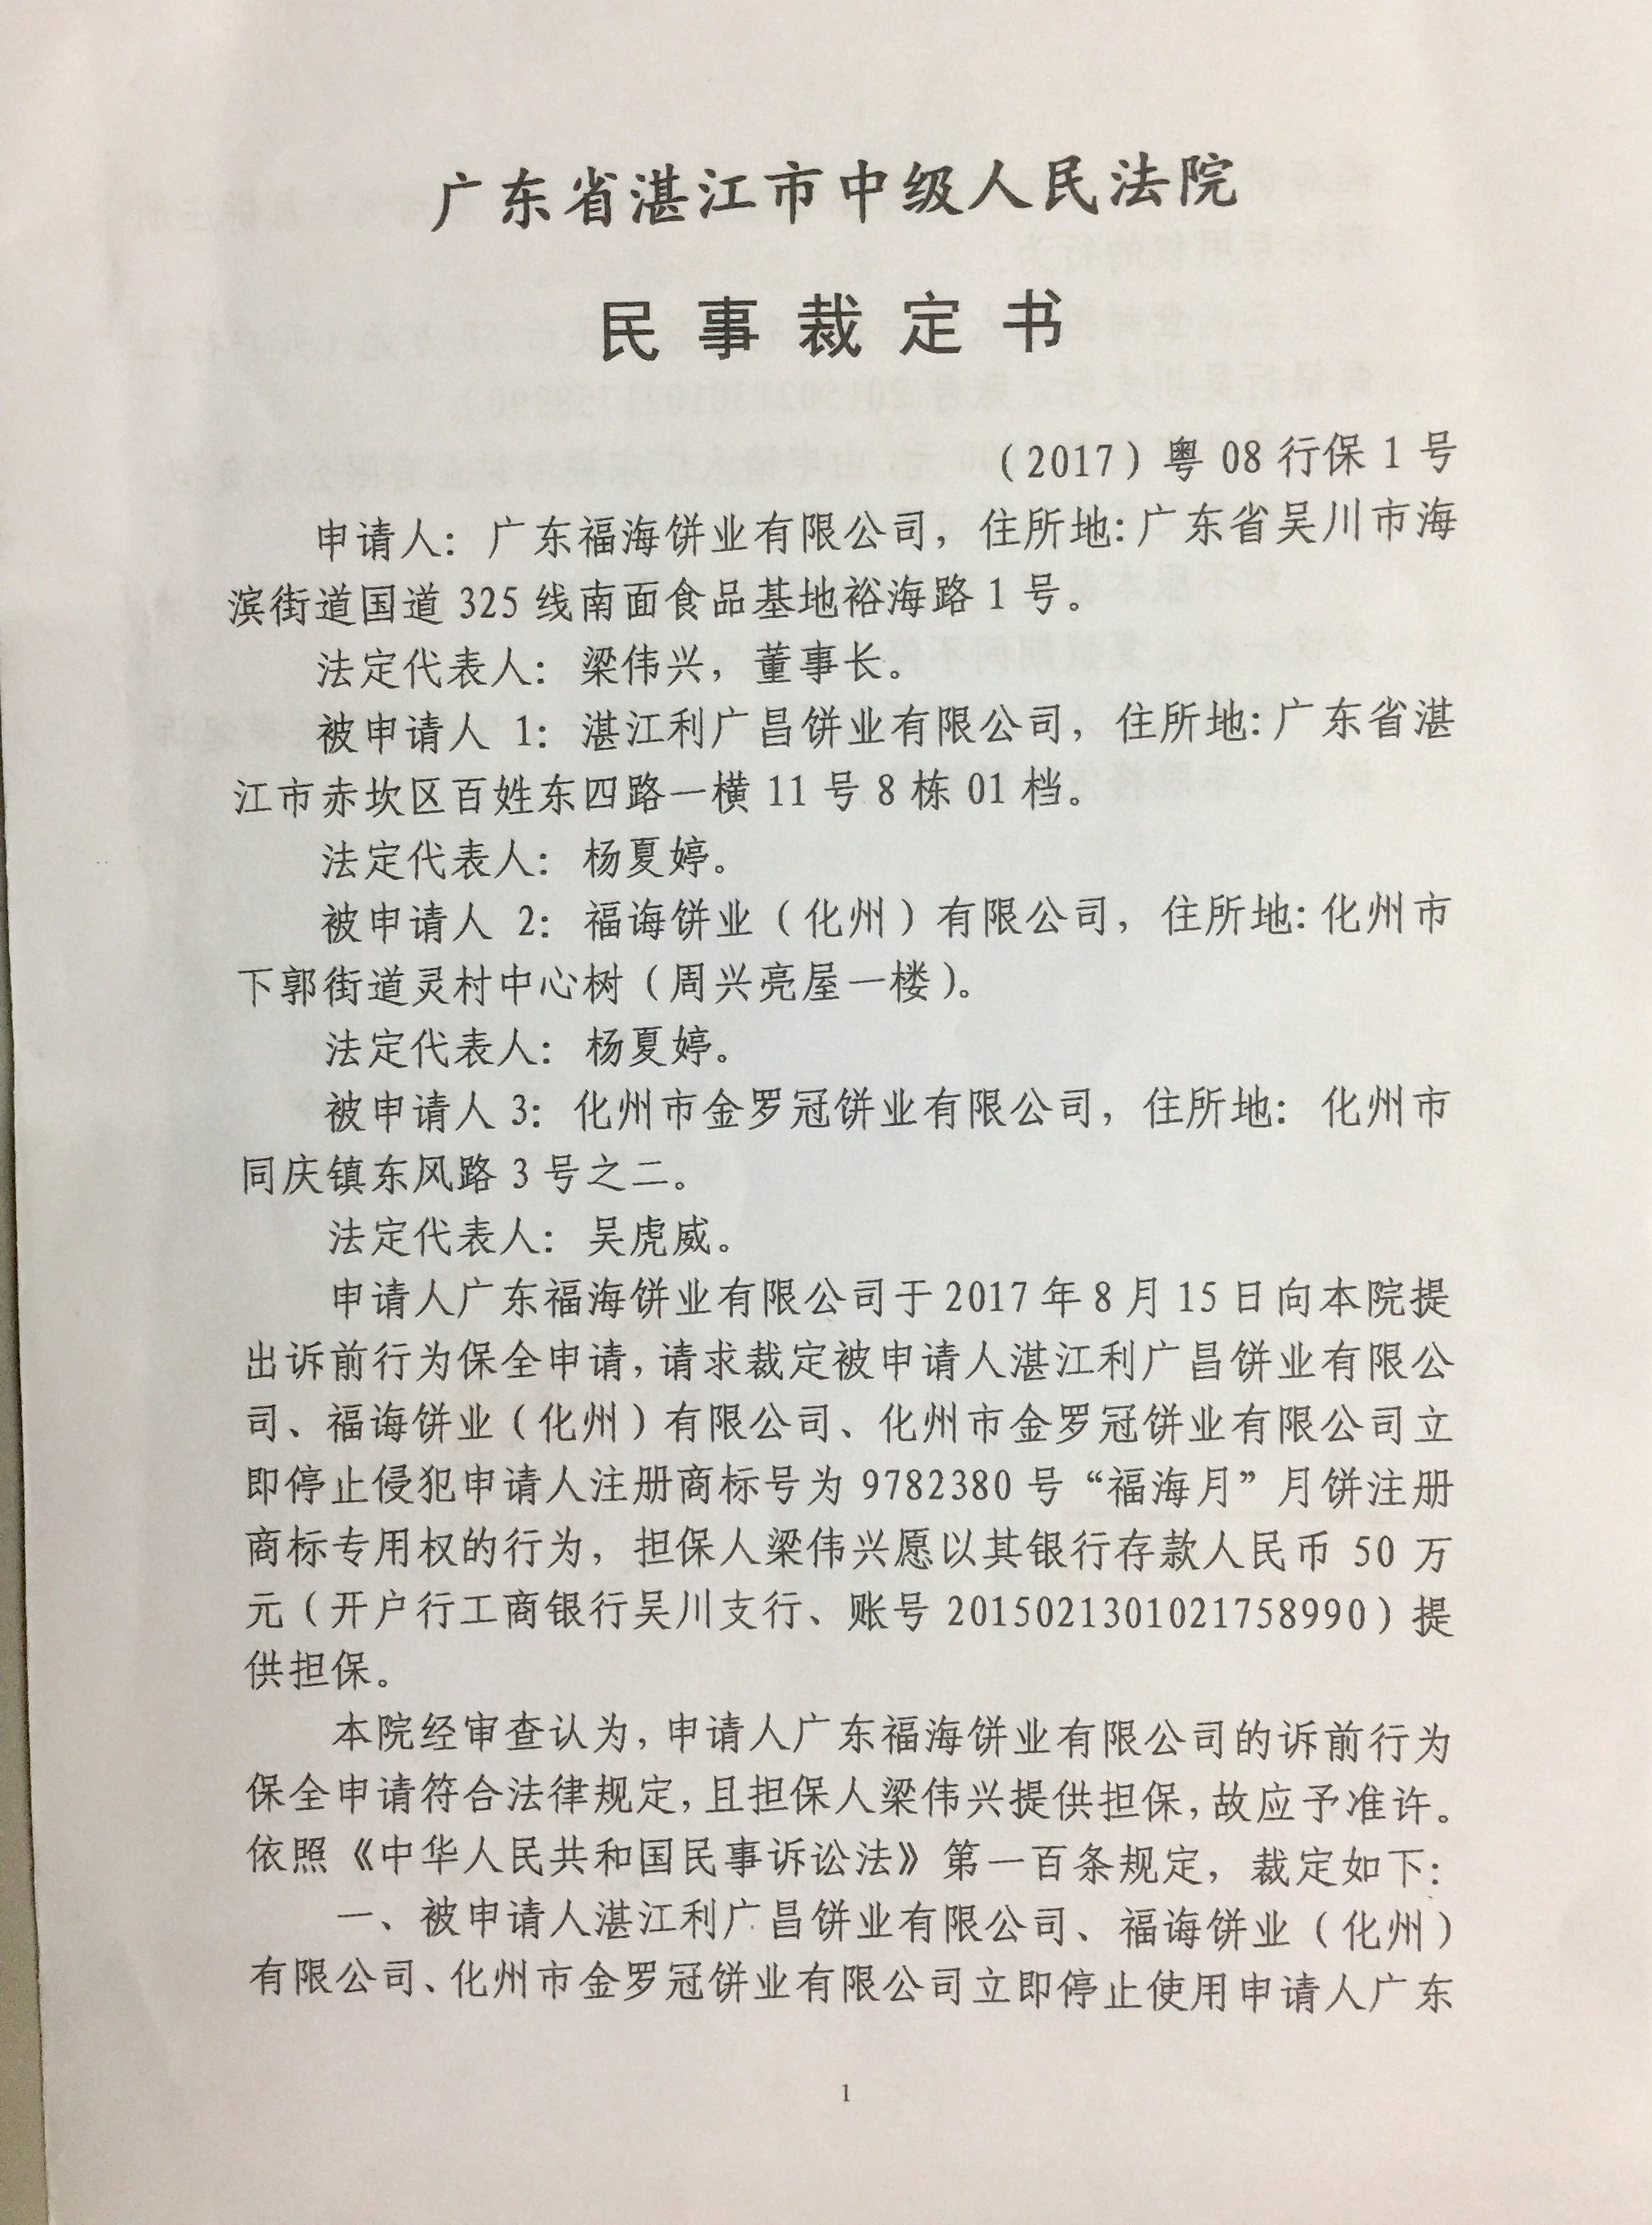 广东省湛江市中级人民法院
民事裁定书
（2017）粤 08 行保 1 号
申请人：广东福海饼业有限公司，住所地：广东省吴川市海
滨街道国道 325 线南面食品基地裕海路 1 号。
法定代表人：梁伟兴，董事长。
被申请人 1：湛江利广昌饼业有限公司，住所地：广东省湛
江市赤坎区百姓东四路一横 11 号 8 栋 01 档。
法定代表人：杨夏婷。
被申请人 2：福诲饼业（化州）有限公司，住所地：化州市
下郭街道灵村中心树（周兴亮屋一楼）。
法定代表人：杨夏婷。
被申请人 3：化州市金罗冠饼业有限公司，住所地：化州市
同庆镇东风路 3 号之二。
法定代表人：吴虎威。
申请人广东福海饼业有限公司于 2017 年 8 月 15 日向本院提
出诉前行为保全申请，请求裁定被申请人湛江利广昌饼业有限公
司、福诲饼业（化州）有限公司、化州市金罗冠饼业有限公司立
即停止侵犯申请人注册商标号为 9782380 号“福海月”月饼注册
商标专用权的行为，担保人梁伟兴愿以其银行存款人民币 50 万
元（开户行工商银行吴川支行、账号 2015021301021758990）提
供担保。
本院经审查认为，申请人广东福海饼业有限公司的诉前行为
保全申请符合法律规定，且担保人梁伟兴提供担保，故应予准许。
依照《中华人民共和国民事诉讼法》第一百条规定，裁定如下：
一、被申请人湛江利广昌饼业有限公司、福诲饼业（化州）
有限公司、化州市金罗冠饼业有限公司立即停止使用申请人广东
1